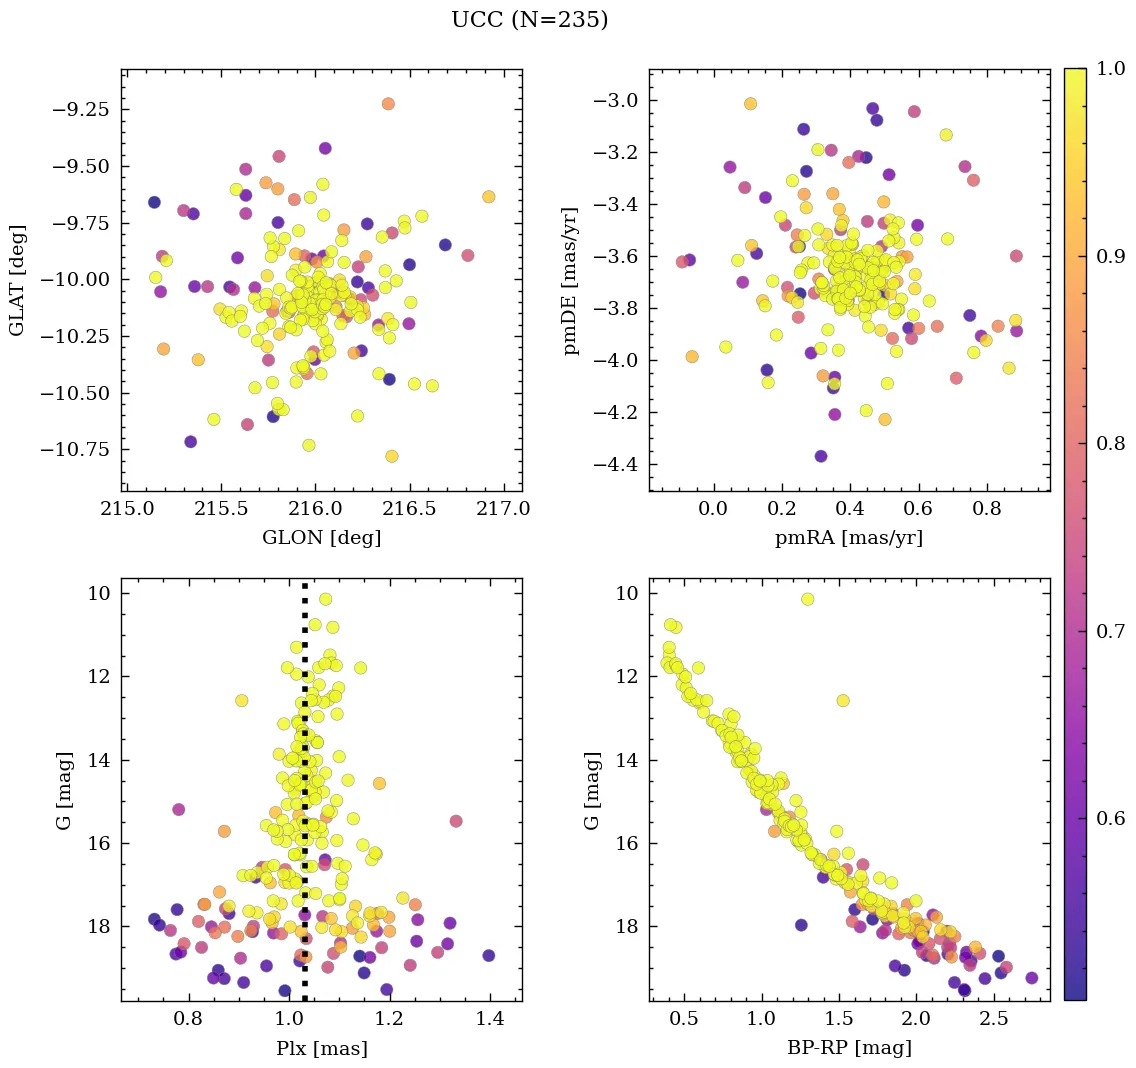 UCC (N=235)
−9.25
−9.50
−9.75
−10.00
−10.25
−10.50
−10.75
GLAT [deg]
215.0 215.5 216.0 216.5 217.0
GLON [deg]
−3.0
−3.2
−3.4
−3.6
−3.8
−4.0
−4.2
−4.4
pmDE [mas/yr]
0.0 0.2 0.4 0.6 0.8
pmRA [mas/yr]
1.0
0.9
0.8
0.7
0.6
10
12
14
16
18
G [mag]
0.8 1.0 1.2 1.4
Plx [mas]
10
12
14
16
18
G [mag]
0.5 1.0 1.5 2.0 2.5
BP-RP [mag]